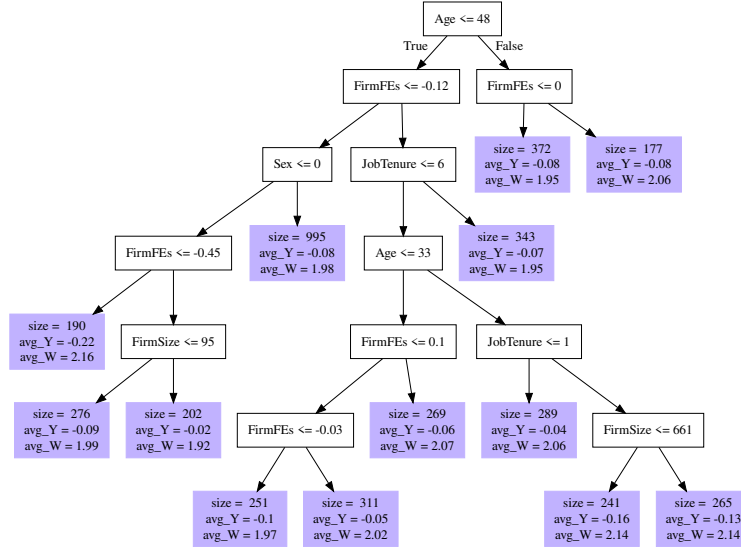 Age <= 48
True
False
FirmFEs <= -0.12
FirmFEs <= 0
Sex <= 0
JobTenure <= 6
size = 372
avg_Y = -0.08
avg_W = 1.95
size = 177
avg_Y = -0.08
avg_W = 2.06
FirmFEs <= -0.45
size = 995
avg_Y = -0.08
avg_W = 1.98
Age <= 33
size = 343
avg_Y = -0.07
avg_W = 1.95
size = 190
avg_Y = -0.22
avg_W = 2.16
FirmSize <= 95
FirmFEs <= 0.1
JobTenure <= 1
size = 276
avg_Y = -0.09
avg_W = 1.99
size = 202
avg_Y = -0.02
avg_W = 1.92
FirmFEs <= -0.03
size = 269
avg_Y = -0.06
avg_W = 2.07
size = 289
avg_Y = -0.04
avg_W = 2.06
FirmSize <= 661
size = 251
avg_Y = -0.1
avg_W = 1.97
size = 311
avg_Y = -0.05
avg_W = 2.02
size = 241
avg_Y = -0.16
avg_W = 2.14
size = 265
avg_Y = -0.13
avg_W = 2.14